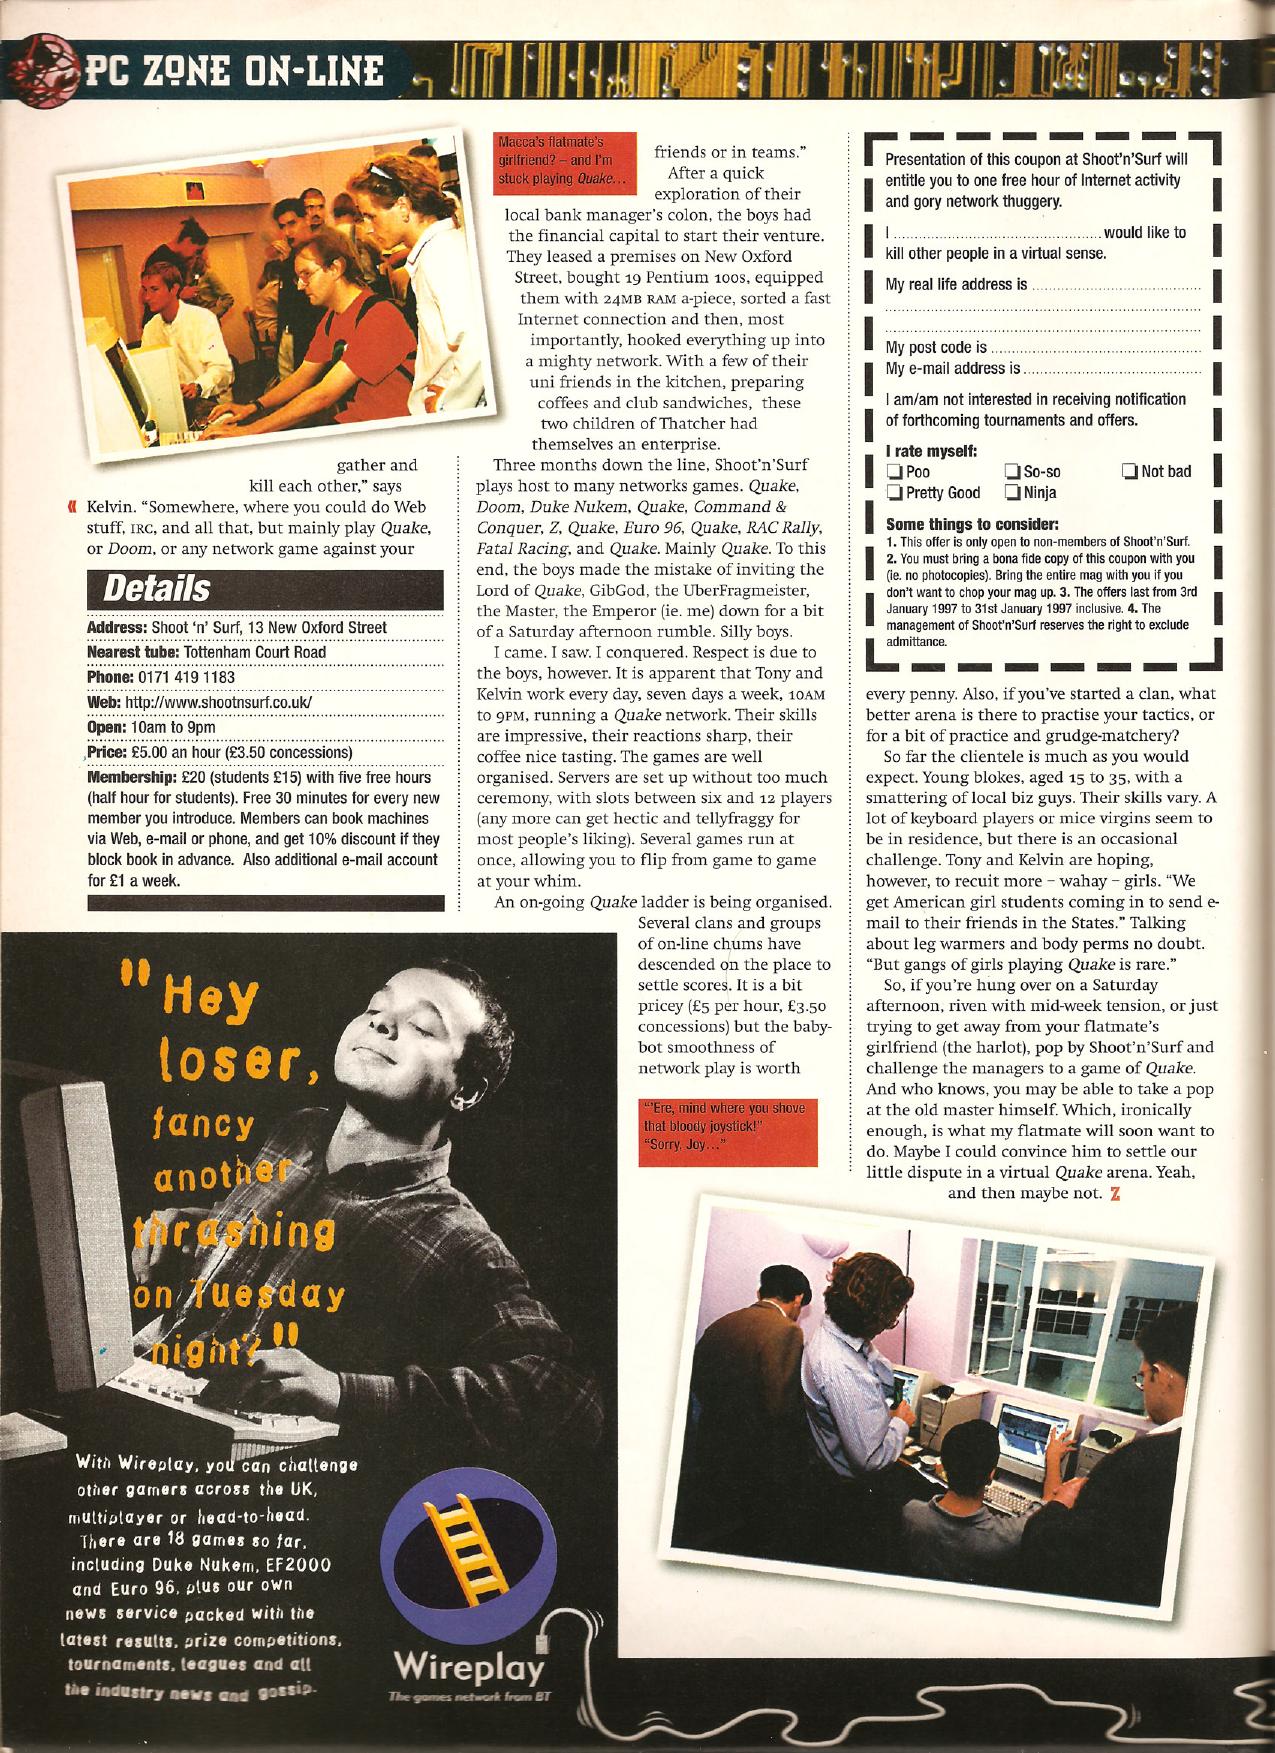 PC ZONE ON-LINE
gather and
kill each other," says
Kelvin. "Somewhere, where you could do Web
stuff, IRC, and all that, but mainly play Quake,
or Doom, or any network game against your
Details
Address: Shoot 'n' Surf, 13 New Oxford Street
Nearest tube: Tottenham Court Road
Phone: 0171 419 1183
Web: http://www.shootnsurf.co.uk/
Open: 10am to 9pm
Price: £5.00 an hour (£3.50 concessions)
Membership: £20 (students £15) with five free hours
(half hour for students). Free 30 minutes for every new
member you introduce. Members can book machines
via Web, e-mail or phone, and get 10% discount if they
block book in advance. Also additional e-mail account
for £1 a week.
Macca's flatmate's
girlfriend? – and I'm
stuck playing Quake...
friends or in teams."
After a quick
exploration of their
local bank manager's colon, the boys had
the financial capital to start their venture.
They leased a premises on New Oxford
Street, bought 19 Pentium 100s, equipped
them with 24MB RAM a-piece, sorted a fast
Internet connection and then, most
importantly, hooked everything up into
a mighty network. With a few of their
uni friends in the kitchen, preparing
coffees and club sandwiches, these
two children of Thatcher had
themselves an enterprise.
Three months down the line, Shoot'n'Surf
plays host to many networks games. Quake,
Doom, Duke Nukem, Quake, Command &
Conquer, Z, Quake, Euro 96, Quake, RAC Rally,
Fatal Racing, and Quake. Mainly Quake. To this
end, the boys made the mistake of inviting the
Lord of Quake, GibGod, the UberFragmeister,
the Master, the Emperor (ie. me) down for a bit
of a Saturday afternoon rumble. Silly boys.
I came. I saw. I conquered. Respect is due to
the boys, however. It is apparent that Tony and
Kelvin work every day, seven days a week, 10AM
to 9PM, running a Quake network. Their skills
are impressive, their reactions sharp, their
coffee nice tasting. The games are well
organised. Servers are set up without too much
ceremony, with slots between six and 12 players
(any more can get hectic and tellyfraggy for
most people's liking). Several games run at
once, allowing you to flip from game to game
at your whim.
An on-going Quake ladder is being organised.
Several clans and groups
of on-line chums have
descended on the place to
settle scores. It is a bit
pricey (£5 per hour, £3.50
concessions) but the baby-
bot smoothness of
network play is worth
"'Ere, mind where you shove
that bloody joystick!"
"Sorry, Joy..."
Presentation of this coupon at Shoot'n'Surf will
entitle you to one free hour of Internet activity
and gory network thuggery.
I ........................................ would like to
kill other people in a virtual sense.
My real life address is ................................
My post code is ................................
My e-mail address is ................................
I am/am not interested in receiving notification
of forthcoming tournaments and offers.
I rate myself:
Poo So-so Not bad
Pretty Good Ninja
Some things to consider:
1. This offer is only open to non-members of Shoot'n'Surf.
2. You must bring a bona fide copy of this coupon with you
(ie. no photocopies). Bring the entire mag with you if you
don't want to chop your mag up. 3. The offers last from 3rd
January 1997 to 31st January 1997 inclusive. 4. The
management of Shoot'n'Surf reserves the right to exclude
admittance.
every penny. Also, if you've started a clan, what
better arena is there to practise your tactics, or
for a bit of practice and grudge-matchery?
So far the clientele is much as you would
expect. Young blokes, aged 15 to 35, with a
smattering of local biz guys. Their skills vary. A
lot of keyboard players or mice virgins seem to
be in residence, but there is an occasional
challenge. Tony and Kelvin are hoping,
however, to recuit more – wahay – girls. "We
get American girl students coming in to send e-
mail to their friends in the States." Talking
about leg warmers and body perms no doubt.
"But gangs of girls playing Quake is rare."
So, if you're hung over on a Saturday
afternoon, riven with mid-week tension, or just
trying to get away from your flatmate's
girlfriend (the harlot), pop by Shoot'n'Surf and
challenge the managers to a game of Quake.
And who knows, you may be able to take a pop
at the old master himself. Which, ironically
enough, is what my flatmate will soon want to
do. Maybe I could convince him to settle our
little dispute in a virtual Quake arena. Yeah,
and then maybe not. Z
"Hey
loser,
fancy
another
thrashing
on Tuesday
night?"
With Wireplay, you can challenge
other gamers across the UK,
multiplayer or head-to-head.
There are 18 games so far,
including Duke Nukem, EF2000
and Euro 96, plus our own
news service packed with the
latest results, prize competitions,
tournaments, leagues and all
the industry news and gossip.
Wireplay
The games network from BT